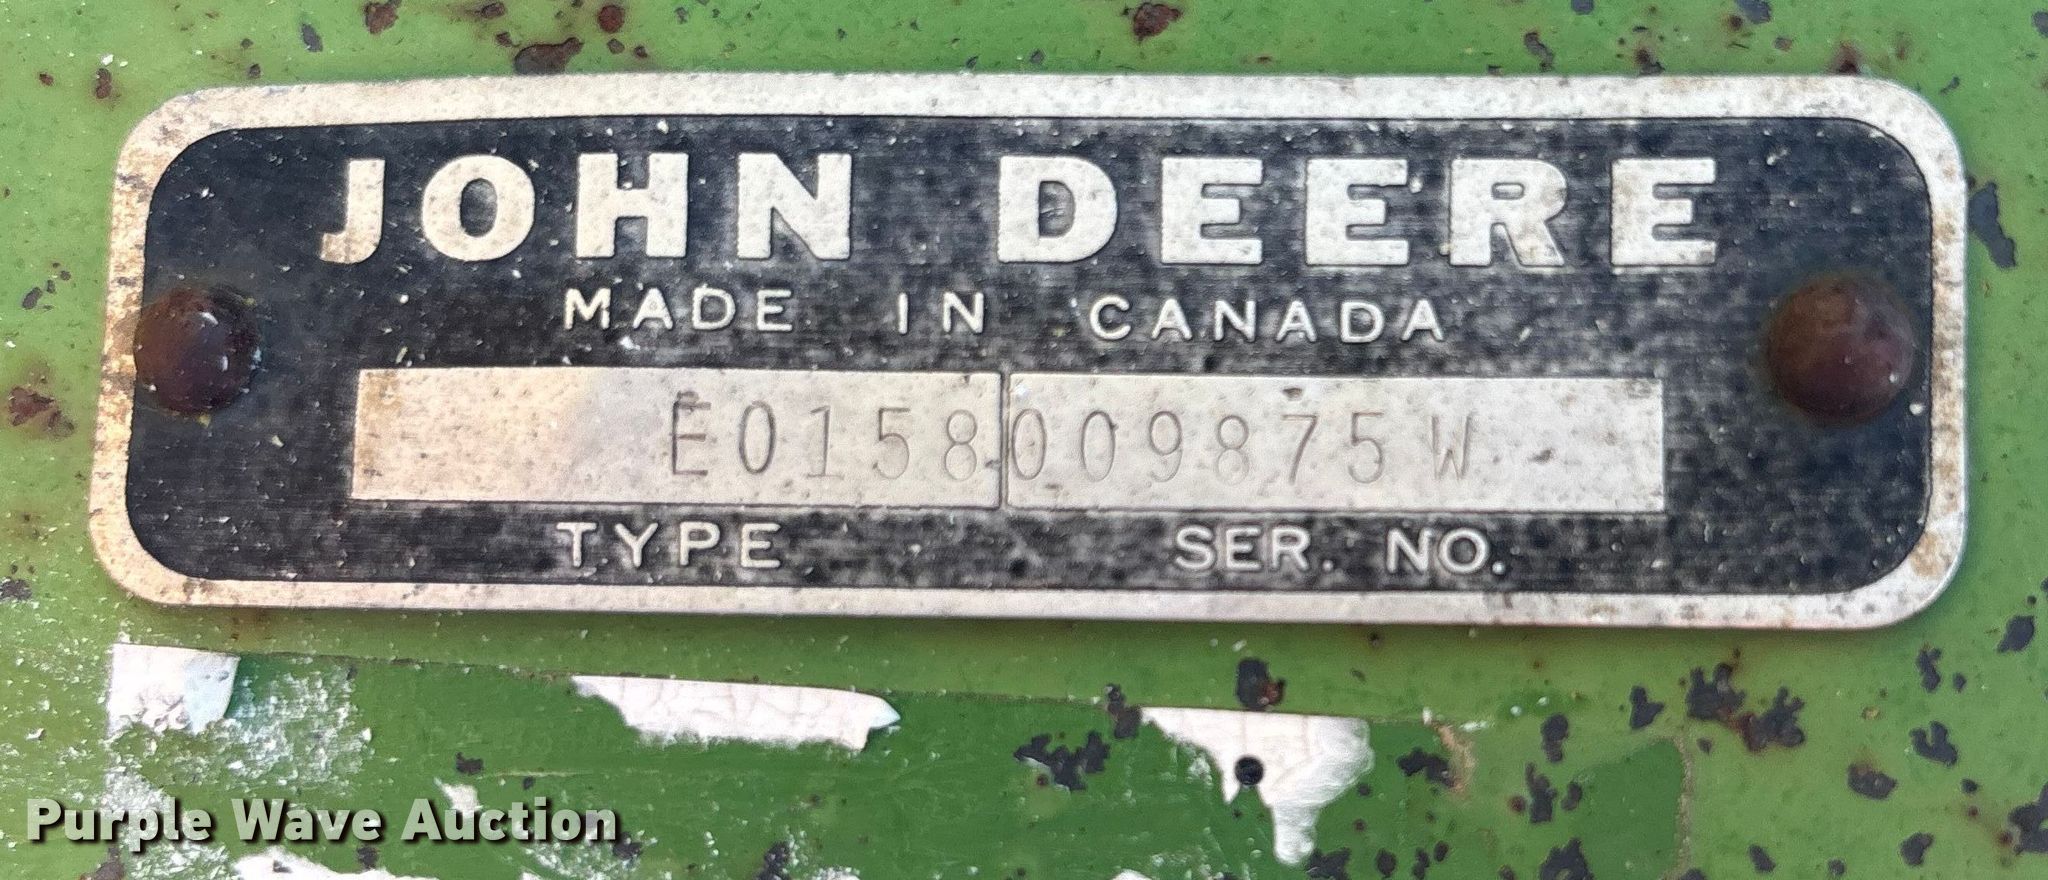 JOHN DEERE
MADE IN CANADA
E0158 009875W
TYPE SER. NO.
Purple Wave Auction